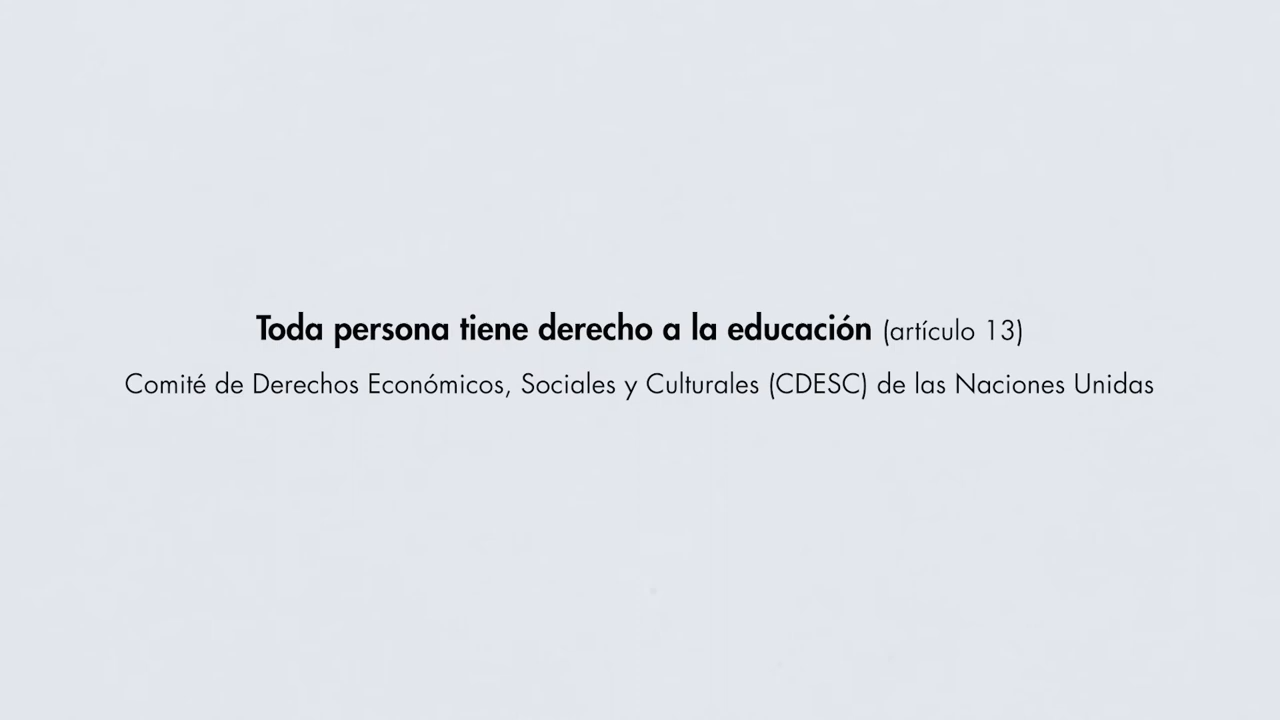 Toda persona tiene derecho a la educación (artículo 13)
Comité de Derechos Económicos, Sociales y Culturales (CDESC) de las Naciones Unidas